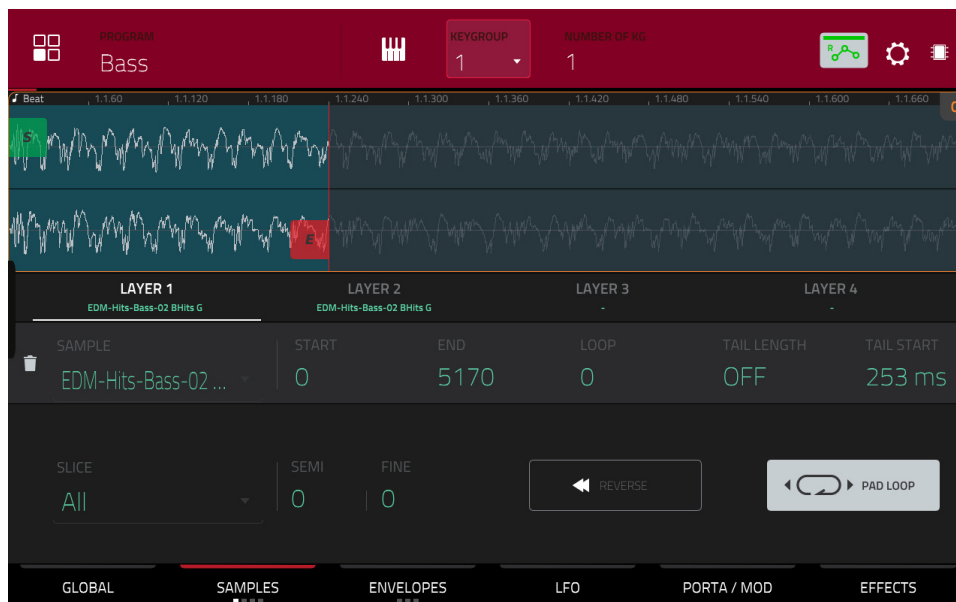 PROGRAM KEYGROUP NUMBER OF KG
Bass 1 1
R
Beat 1.1.60 1.1.120 1.1.180 1.1.240 1.1.300 1.1.360 1.1.420 1.1.480 1.1.540 1.1.600 1.1.660
S
E
LAYER 1 LAYER 2 LAYER 3 LAYER 4
EDM-Hits-Bass-02 BHits G EDM-Hits-Bass-02 BHits G - -
SAMPLE START END LOOP TAIL LENGTH TAIL START
EDM-Hits-Bass-02 ... 0 5170 0 OFF 253 ms
SLICE SEMI FINE
All 0 0 REVERSE PAD LOOP
GLOBAL SAMPLES ENVELOPES LFO PORTA / MOD EFFECTS